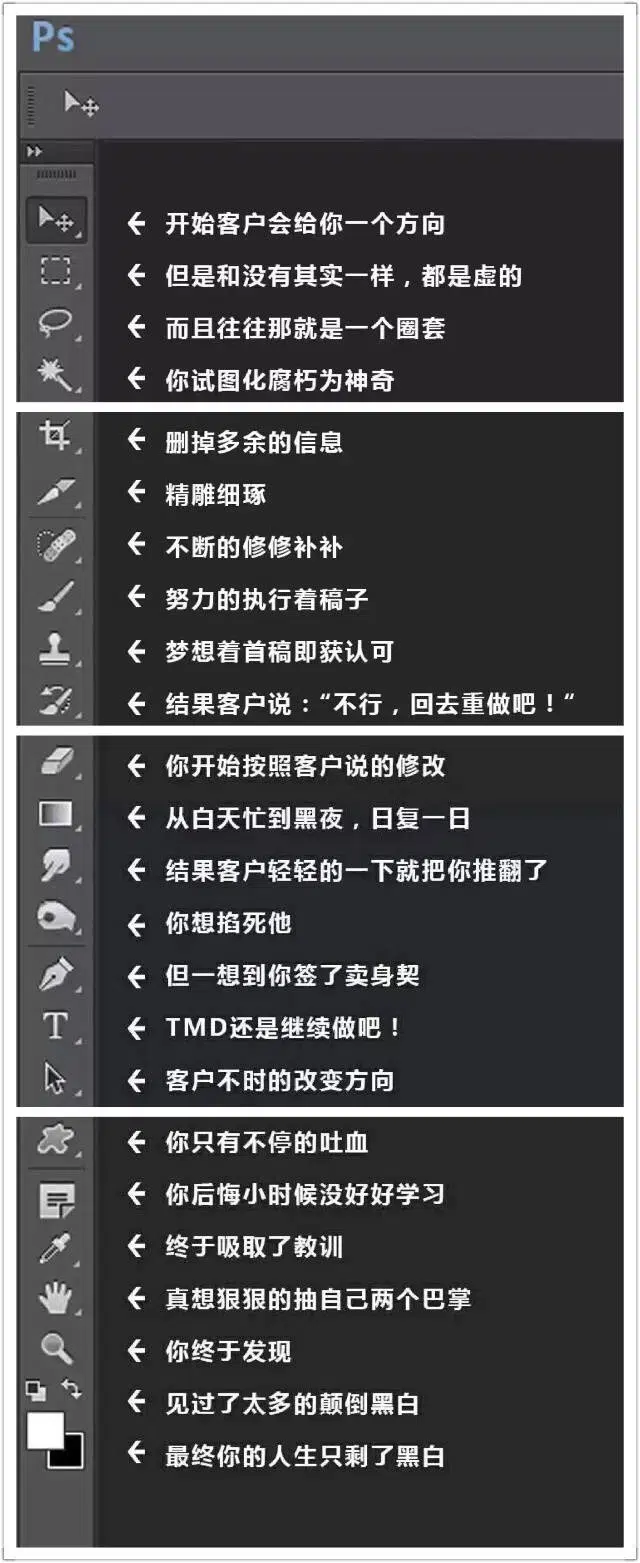 Ps
开始客户会给你一个方向
但是和没有其实一样，都是虚的
而且往往那就是一个圈套
你试图化腐朽为神奇
删掉多余的信息
精雕细琢
不断的修修补补
努力的执行着稿子
梦想着首稿即获认可
结果客户说：“不行，回去重做吧！“
你开始按照客户说的修改
从白天忙到黑夜，日复一日
结果客户轻轻的一下就把你推翻了
你想掐死他
但一想到你签了卖身契
TMD还是继续做吧！
客户不时的改变方向
你只有不停的吐血
你后悔小时候没好好学习
终于吸取了教训
真想狠狠的抽自己两个巴掌
你终于发现
见过了太多的颠倒黑白
最终你的人生只剩了黑白